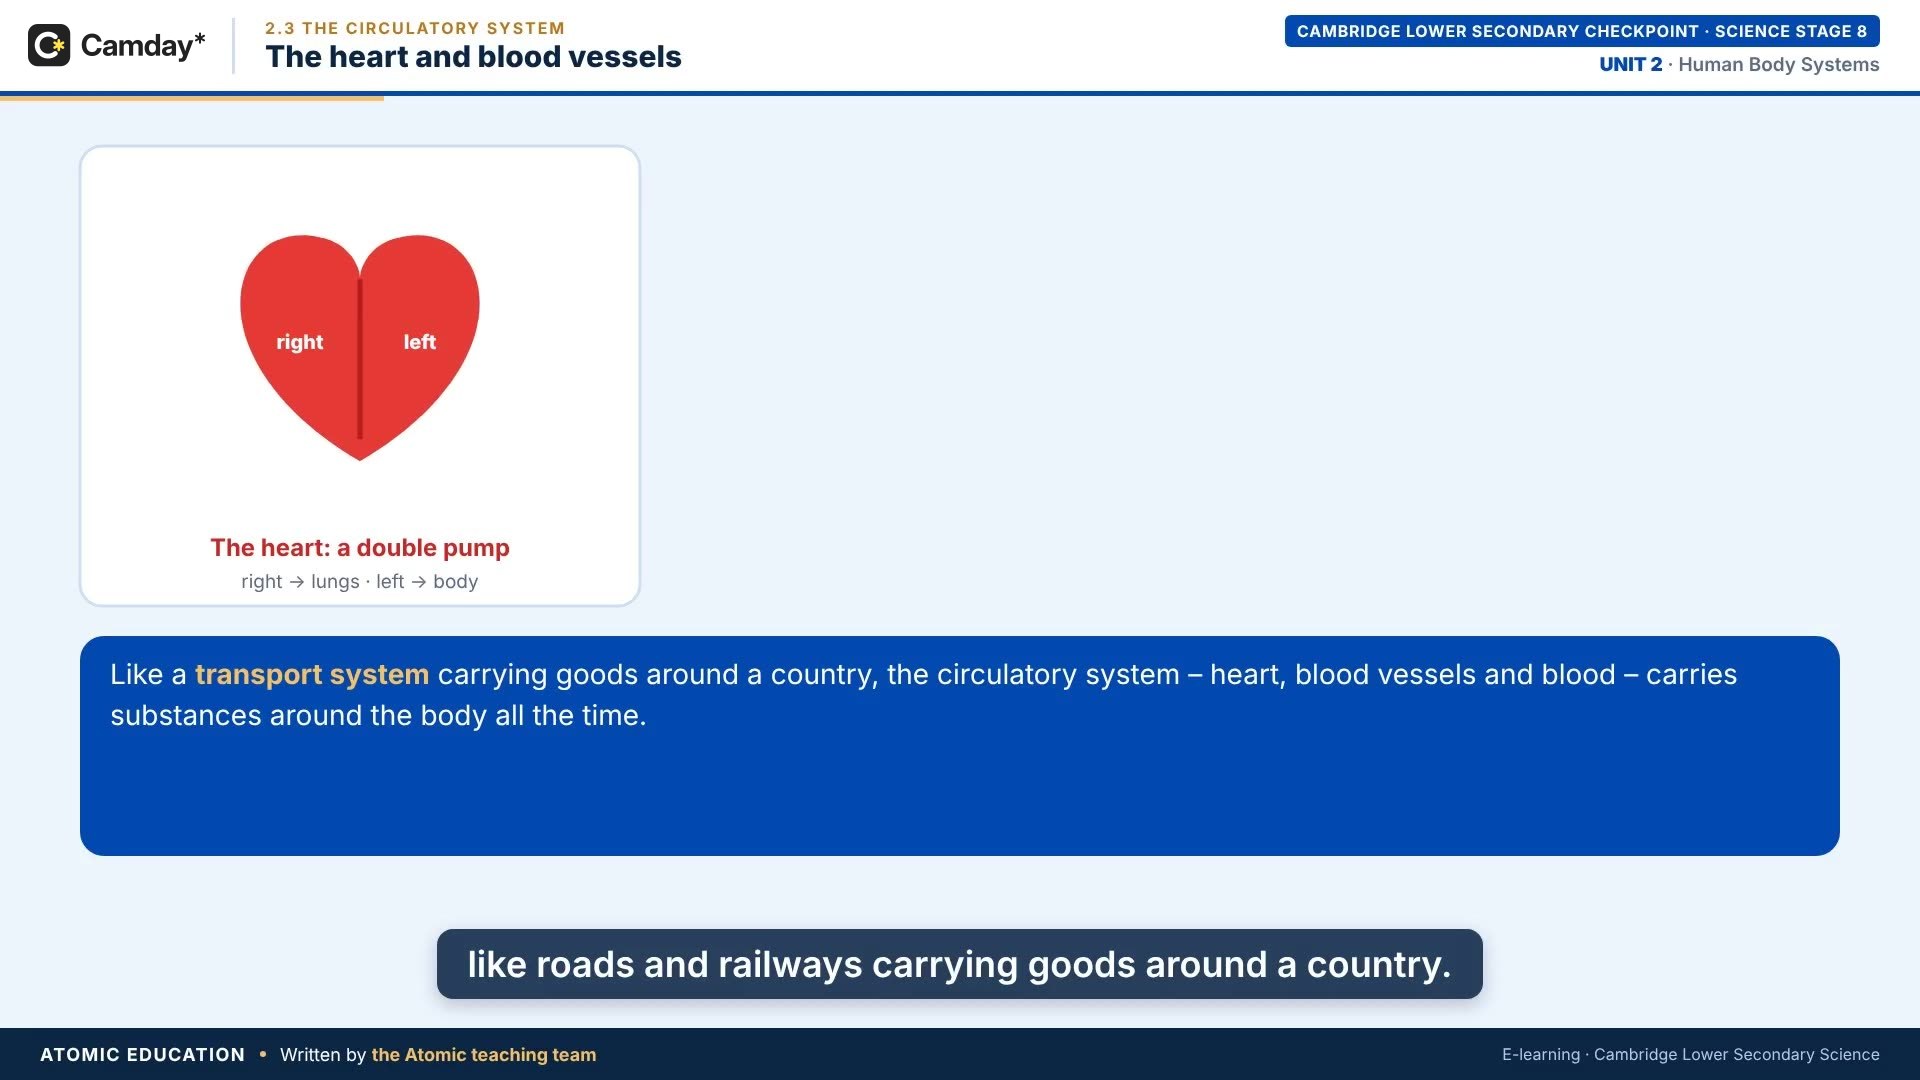 Camday*
2.3 THE CIRCULATORY SYSTEM
The heart and blood vessels
CAMBRIDGE LOWER SECONDARY CHECKPOINT · SCIENCE STAGE 8
UNIT 2 · Human Body Systems
right left
The heart: a double pump
right → lungs · left → body
Like a transport system carrying goods around a country, the circulatory system – heart, blood vessels and blood – carries
substances around the body all the time.
like roads and railways carrying goods around a country.
ATOMIC EDUCATION • Written by the Atomic teaching team
E-learning · Cambridge Lower Secondary Science